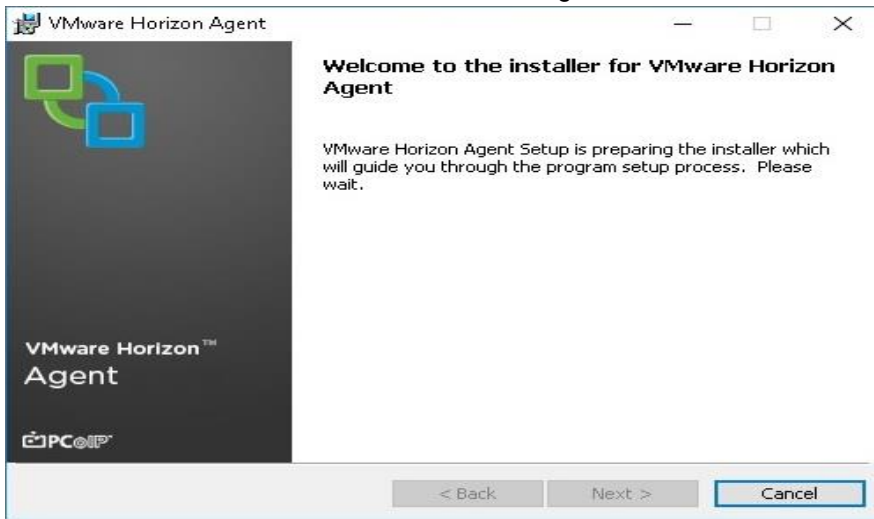 VMware Horizon Agent
Welcome to the installer for VMware Horizon
Agent
VMware Horizon Agent Setup is preparing the installer which
will guide you through the program setup process.  Please
wait.
VMware Horizon™
Agent
PCoIP
< Back
Next >
Cancel